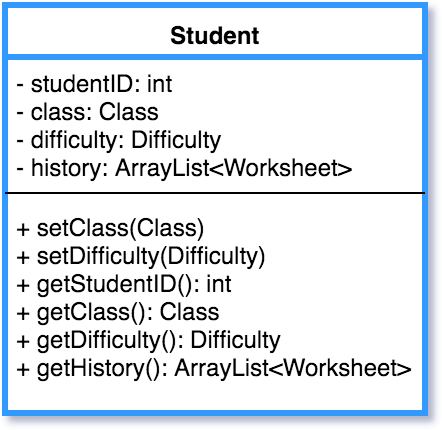 Student
- studentID: int
- class: Class
- difficulty: Difficulty
- history: ArrayList<Worksheet>
+ setClass(Class)
+ setDifficulty(Difficulty)
+ getStudentID(): int
+ getClass(): Class
+ getDifficulty(): Difficulty
+ getHistory(): ArrayList<Worksheet>